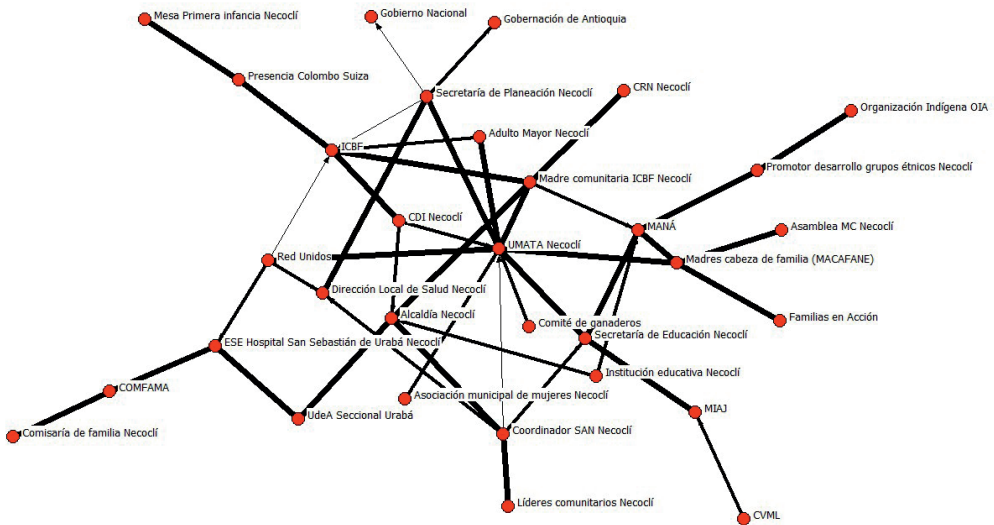 Mesa Primera infancia Necoclí
Gobierno Nacional
Gobernación de Antioquia
Presencia Colombo Suiza
Secretaría de Planeación Necoclí
CRN Necoclí
Organización Indígena OIA
Adulto Mayor Necoclí
ICBF
Promotor desarrollo grupos étnicos Necoclí
Madre comunitaria ICBF Necoclí
CDI Necoclí
MANÁ
Asamblea MC Necoclí
UMATA Necoclí
Red Unidos
Madres cabeza de familia (MACAFANE)
Dirección Local de Salud Necoclí
Alcaldía Necoclí
Comité de ganaderos
Familias en Acción
Secretaría de Educación Necoclí
ESE Hospital San Sebastián de Urabá Necoclí
Institución educativa Necoclí
COMFAMA
Asociación municipal de mujeres Necoclí
MIAJ
UdeA Seccional Urabá
Comisaría de familia Necoclí
Coordinador SAN Necoclí
Líderes comunitarios Necoclí
CVML